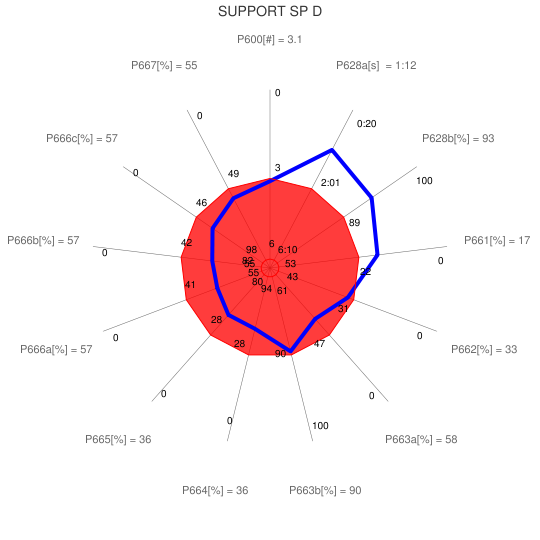 SUPPORT SP D
P600[#] = 3.1
P667[%] = 55
P628a[s] = 1:12
0
0
0:20
P666c[%] = 57
P628b[%] = 93
3
49
0
2:01
100
46
89
P666b[%] = 57
P661[%] = 17
42
6
98
6:10
0
0
53
55
22
55
43
41
80
94
61
31
28
P666a[%] = 57
P662[%] = 33
0
0
28
90
47
0
0
P665[%] = 36
P663a[%] = 58
0
100
P664[%] = 36
P663b[%] = 90